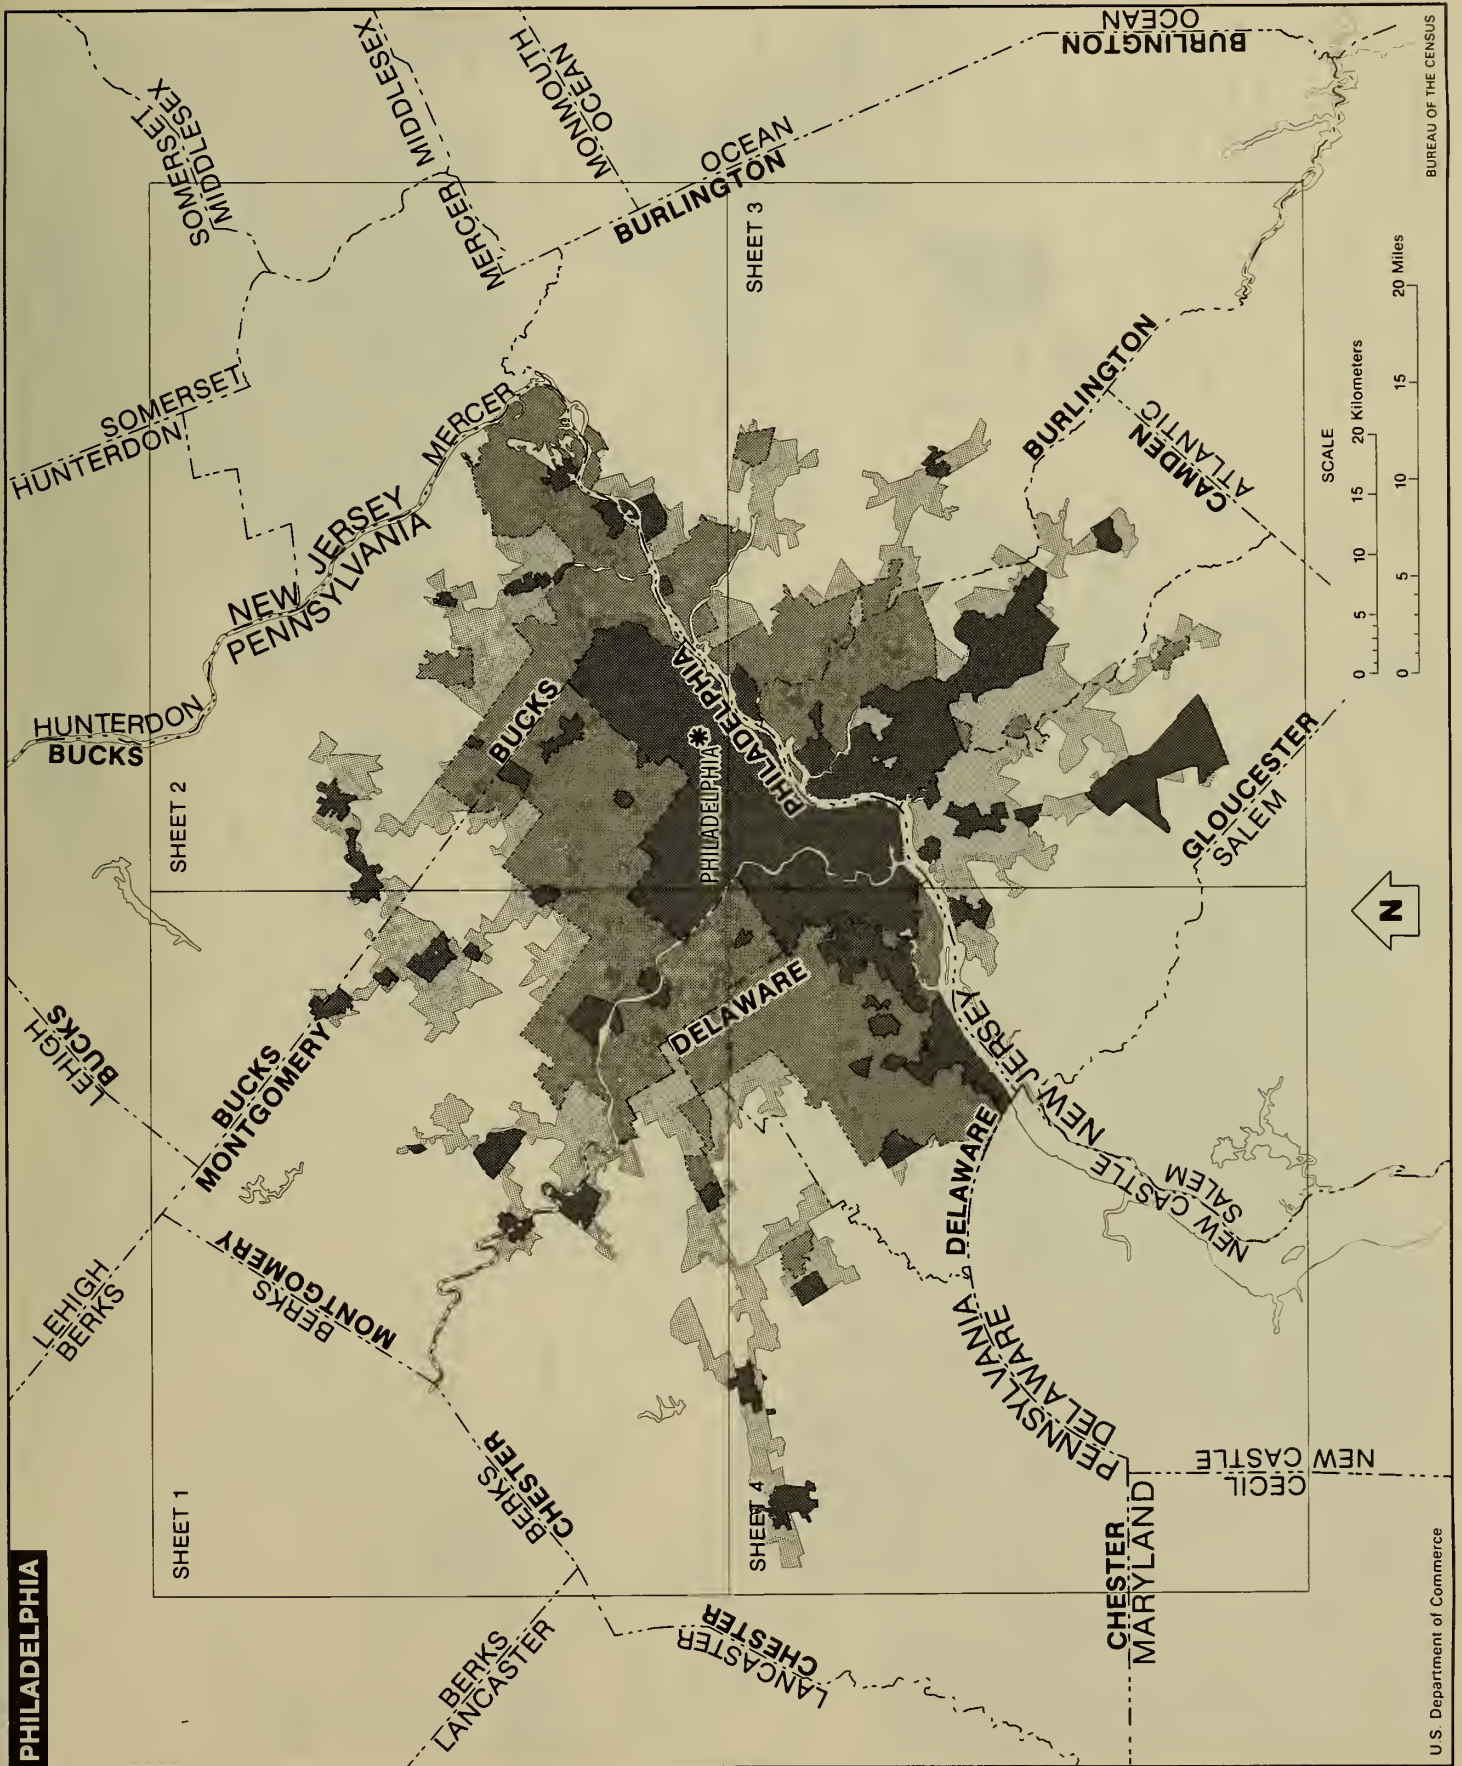 PHILADELPHIA
SHEET 1
SHEET 2
SHEET 3
SHEET 4
LEHIGH
BERKS
LEHIGH
BUCKS
HUNTERDON
BUCKS
HUNTERDON
SOMERSET
SOMERSET
MIDDLESEX
MIDDLESEX
MERCER
MIDDLESEX
MONMOUTH
OCEAN
OCEAN
BURLINGTON
BURLINGTON
OCEAN
BERKS
MONTGOMERY
BUCKS
MONTGOMERY
NEW JERSEY
PENNSYLVANIA
MERCER
BUCKS
PHILADELPHIA
PHILADELPHIA
DELAWARE
BERKS
CHESTER
BERKS
LANCASTER
LANCASTER
CHESTER
CHESTER
MARYLAND
PENNSYLVANIA
DELAWARE
CECIL
NEW CASTLE
DELAWARE
DELAWARE
NEW JERSEY
NEW CASTLE
SALEM
NEW JERSEY
GLOUCESTER
SALEM
BURLINGTON
CAMDEN
ATLANTIC
N
SCALE
0 5 10 15 20 Kilometers
0 5 10 15 20 Miles
U.S. Department of Commerce
BUREAU OF THE CENSUS